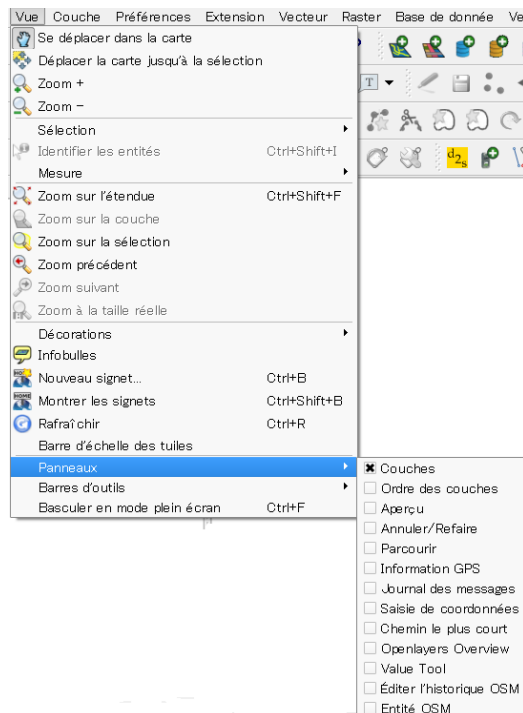 Vue Couche Préférences Extension Vecteur Raster Base de donnée Ve
Se déplacer dans la carte
Déplacer la carte jusqu'à la sélection
Zoom +
Zoom −
Sélection
Identifier les entités Ctrl+Shift+I
Mesure
Zoom sur l'étendue Ctrl+Shift+F
Zoom sur la couche
Zoom sur la sélection
Zoom précédent
Zoom suivant
Zoom à la taille réelle
Décorations
Infobulles
Nouveau signet... Ctrl+B
Montrer les signets Ctrl+Shift+B
Rafraîchir Ctrl+R
Barre d'échelle des tuiles
Panneaux
Barres d'outils
Basculer en mode plein écran Ctrl+F
Couches
Ordre des couches
Aperçu
Annuler/Refaire
Parcourir
Information GPS
Journal des messages
Saisie de coordonnées
Chemin le plus court
Openlayers Overview
Value Tool
Éditer l'historique OSM
Entité OSM